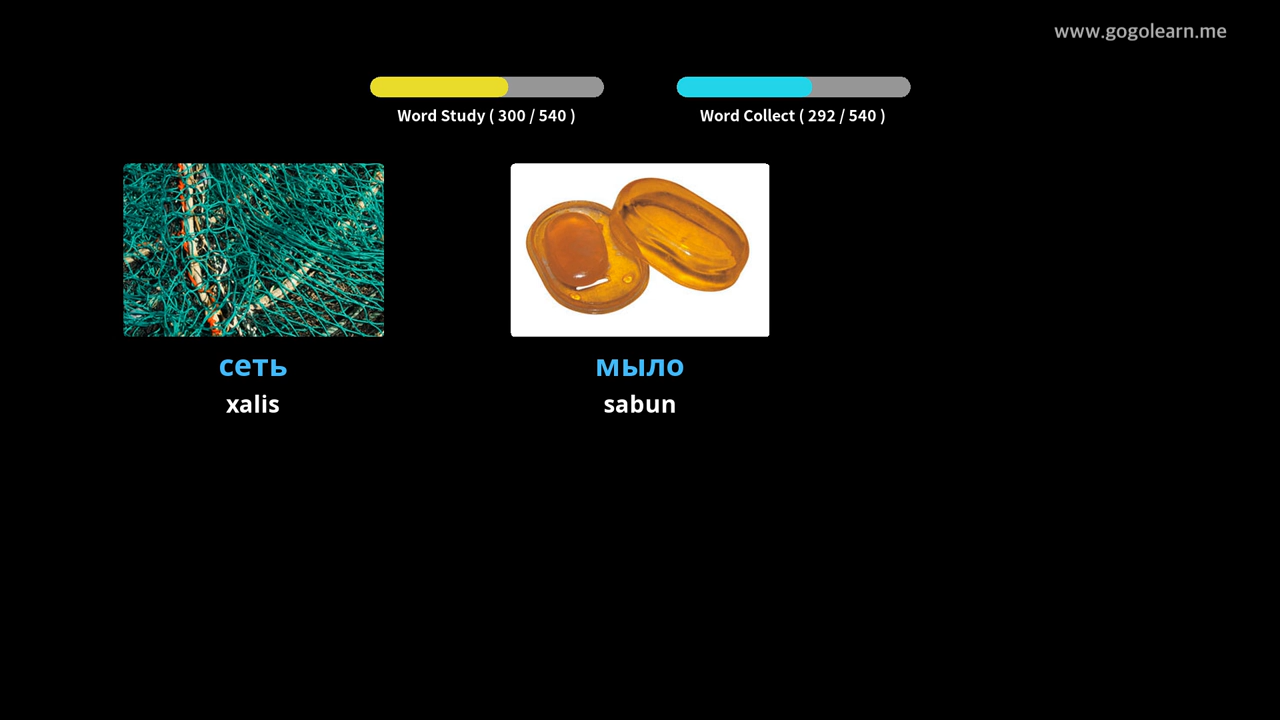 www.gogolearn.me
Word Study ( 300 / 540 )
Word Collect ( 292 / 540 )
сеть
xalis
мыло
sabun